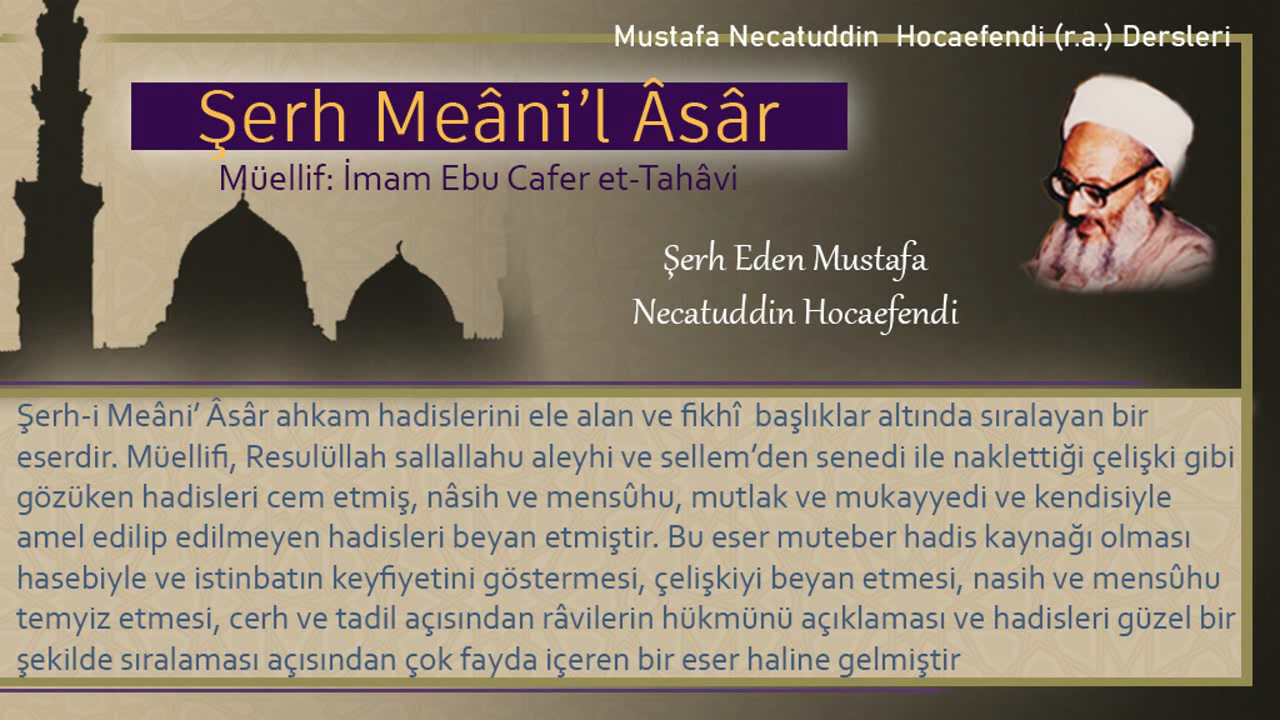 Mustafa Necatuddin Hocaefendi (r.a.) Dersleri
Şerh Meâni’l Âsâr
Müellif: İmam Ebu Cafer et-Tahâvi
Şerh Eden Mustafa
Necatuddin Hocaefendi
Şerh-i Meâni’ Âsâr ahkam hadislerini ele alan ve fikhî başlıklar altında sıralayan bir
eserdir. Müellifi, Resulüllah sallallahu aleyhi ve sellem’den senedi ile naklettiği çelişki gibi
gözüken hadisleri cem etmiş, nâsih ve mensûhu, mutlak ve mukayyedi ve kendisiyle
amel edilip edilmeyen hadisleri beyan etmiştir. Bu eser muteber hadis kaynağı olması
hasebiyle ve istinbatın keyfiyetini göstermesi, çelişkiyi beyan etmesi, nasih ve mensûhu
temyiz etmesi, cerh ve tadil açısından râvilerin hükmünü açıklaması ve hadisleri güzel bir
şekilde sıralaması açısından çok fayda içeren bir eser haline gelmiştir